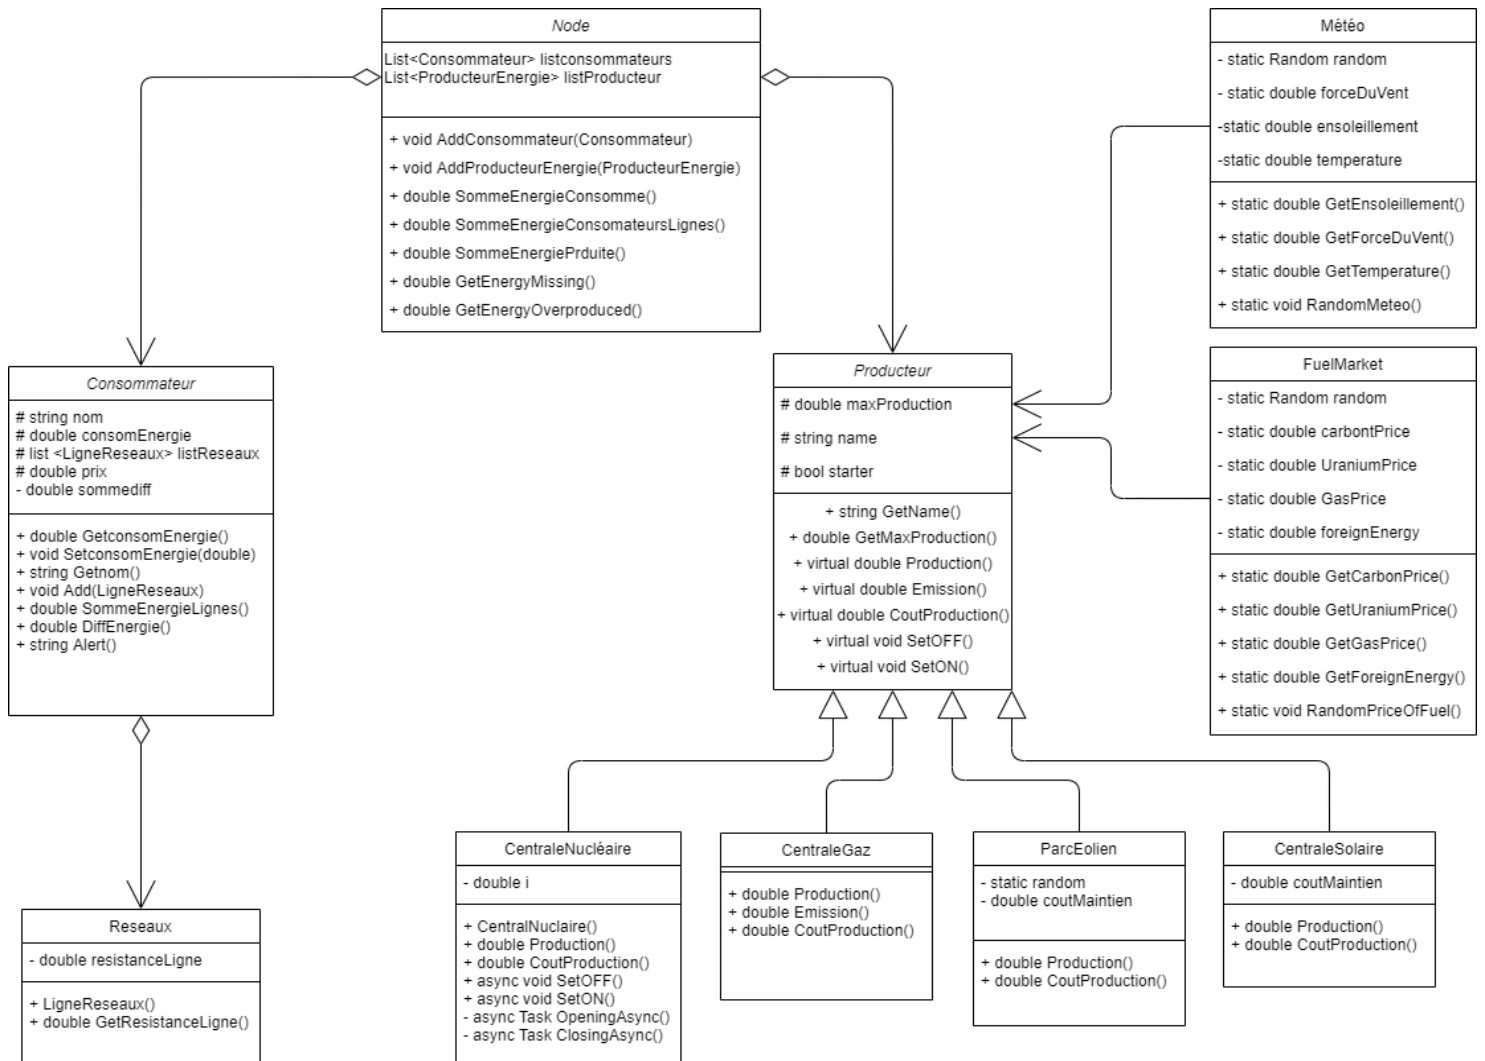 Node
List<Consommateur> listconsommateurs
List<ProducteurEnergie> listProducteur
+ void AddConsommateur(Consommateur)
+ void AddProducteurEnergie(ProducteurEnergie)
+ double SommeEnergieConsomme()
+ double SommeEnergieConsomateursLignes()
+ double SommeEnergiePrduite()
+ double GetEnergyMissing()
+ double GetEnergyOverproduced()
Météo
- static Random random
- static double forceDuVent
-static double ensoleillement
-static double temperature
+ static double GetEnsoleillement()
+ static double GetForceDuVent()
+ static double GetTemperature()
+ static void RandomMeteo()
Consommateur
# string nom
# double consomEnergie
# list <LigneReseaux> listReseaux
# double prix
- double sommediff
+ double GetconsomEnergie()
+ void SetconsomEnergie(double)
+ string Getnom()
+ void Add(LigneReseaux)
+ double SommeEnergieLignes()
+ double DiffEnergie()
+ string Alert()
Producteur
# double maxProduction
# string name
# bool starter
+ string GetName()
+ double GetMaxProduction()
+ virtual double Production()
+ virtual double Emission()
+ virtual double CoutProduction()
+ virtual void SetOFF()
+ virtual void SetON()
FuelMarket
- static Random random
- static double carbontPrice
- static double UraniumPrice
- static double GasPrice
- static double foreignEnergy
+ static double GetCarbonPrice()
+ static double GetUraniumPrice()
+ static double GetGasPrice()
+ static double GetForeignEnergy()
+ static void RandomPriceOfFuel()
Reseaux
- double resistanceLigne
+ LigneReseaux()
+ double GetResistanceLigne()
CentraleNucléaire
- double i
+ CentralNuclaire()
+ double Production()
+ double CoutProduction()
+ async void SetOFF()
+ async void SetON()
- async Task OpeningAsync()
- async Task ClosingAsync()
CentraleGaz
+ double Production()
+ double Emission()
+ double CoutProduction()
ParcEolien
- static random
- double coutMaintien
+ double Production()
+ double CoutProduction()
CentraleSolaire
- double coutMaintien
+ double Production()
+ double CoutProduction()